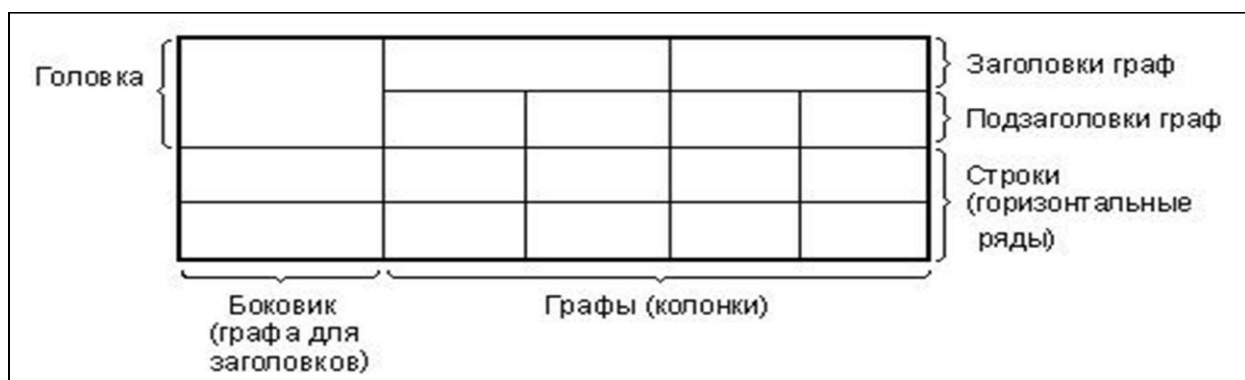 Головка
Заголовки граф
Подзаголовки граф
Строки
(горизонтальные
ряды)
Боковик
(графа для
заголовков)
Графы (колонки)